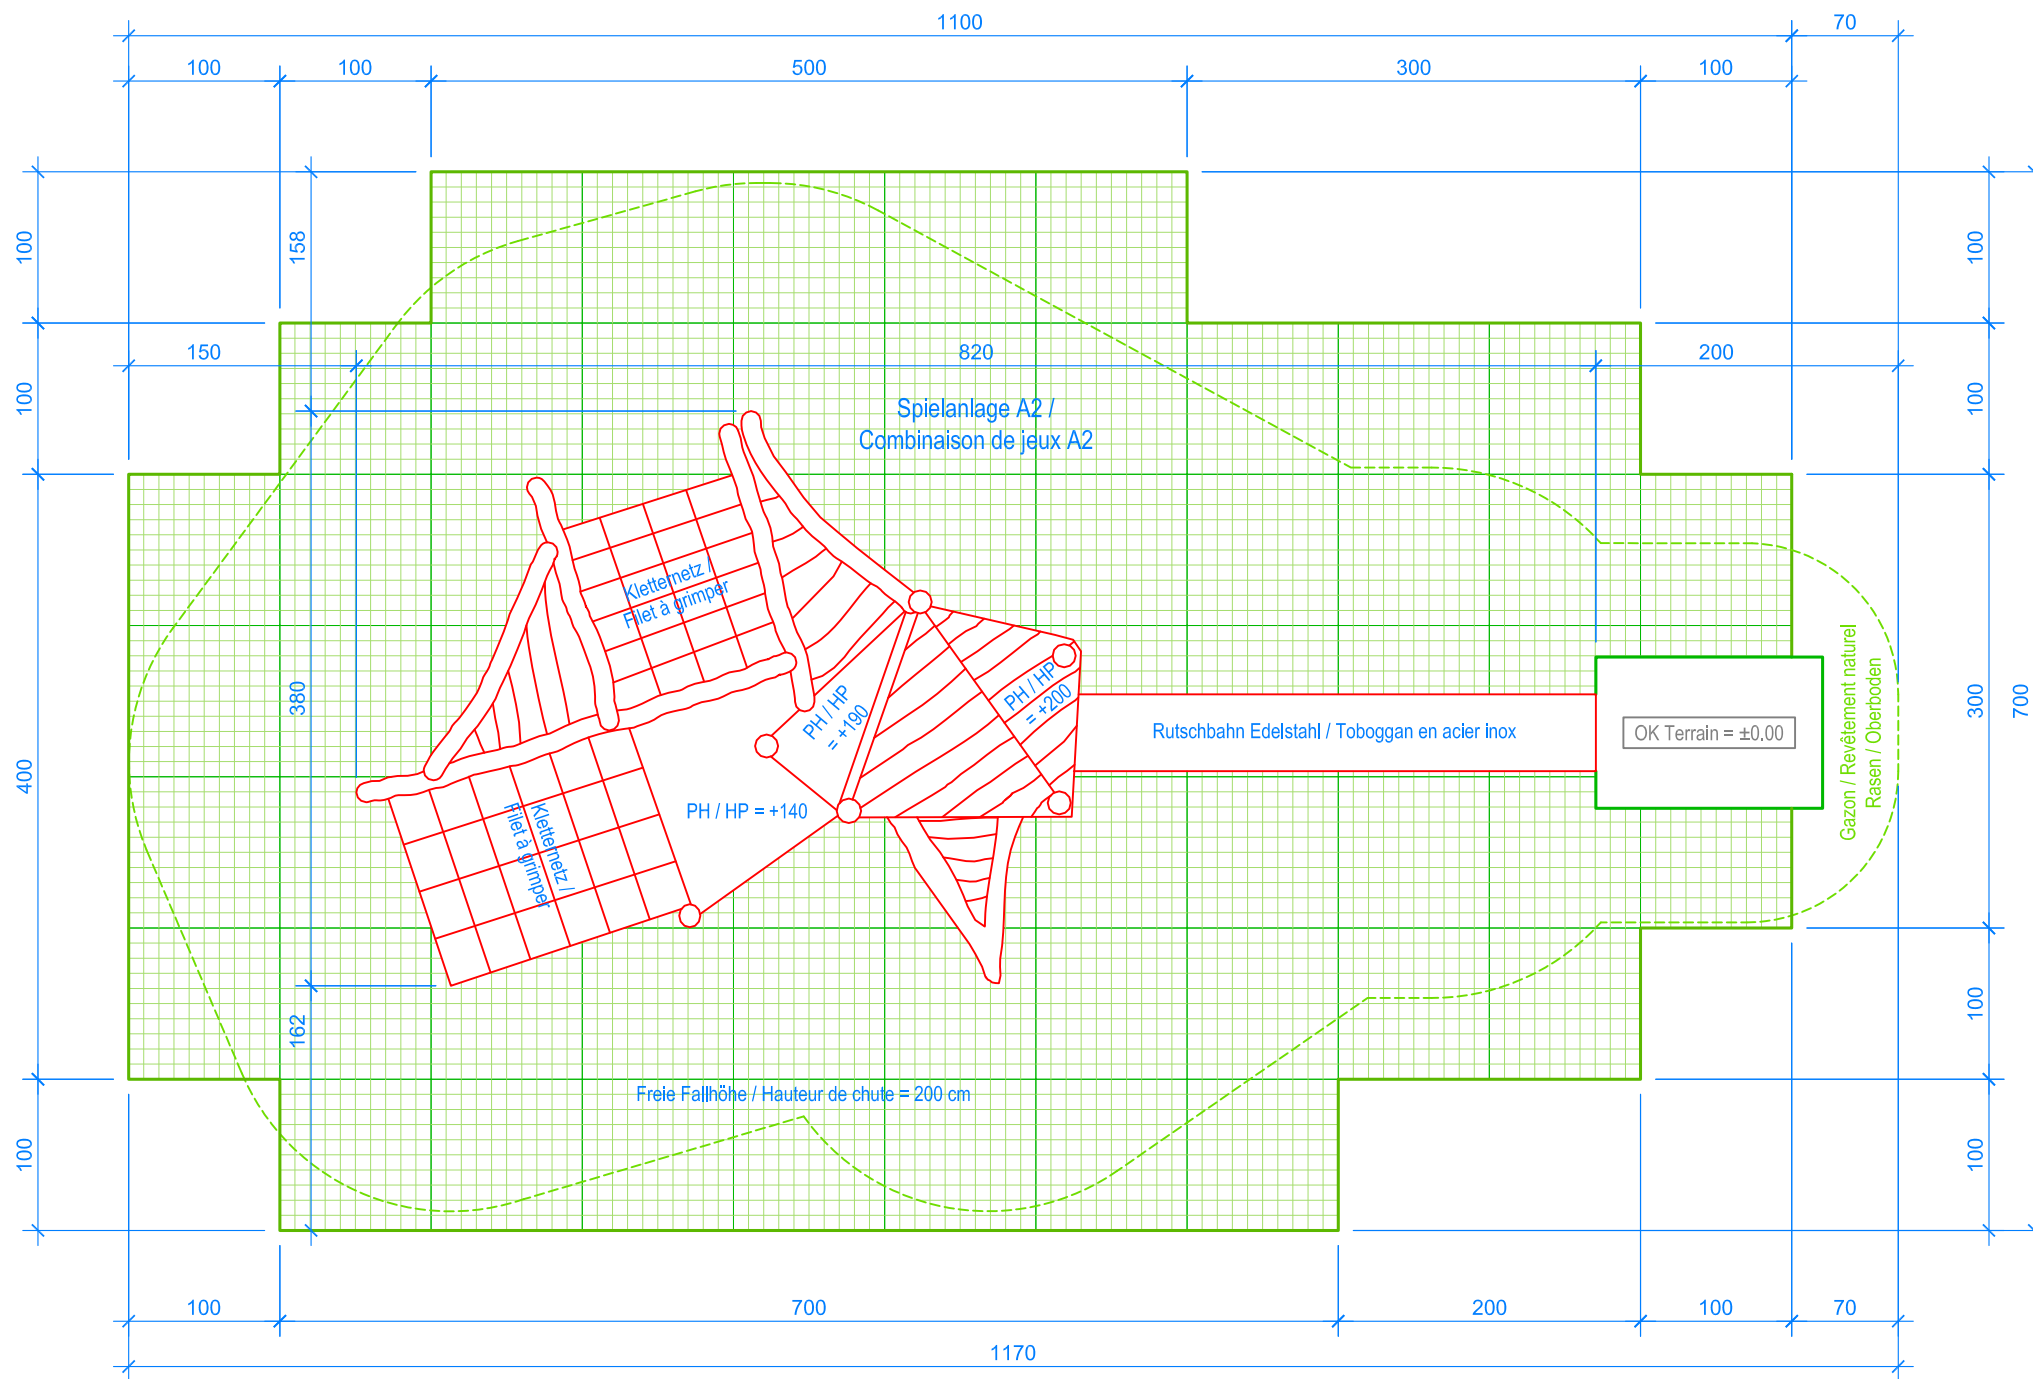 1100
70
100
100
500
300
100
158
100
100
150
820
200
100
100
Spielanlage A2 /
Combinaison de jeux A2
Kletternetz /
Filet à grimper
380
400
PH / HP
= +190
PH / HP
= +200
Rutschbahn Edelstahl / Toboggan en acier inox
OK Terrain = ±0.00
Gazon / Revêtement naturel
Rasen / Oberboden
300
700
PH / HP = +140
Kletternetz /
Filet à grimper
162
100
Freie Fallhöhe / Hauteur de chute = 200 cm
100
100
100
700
200
100
70
1170